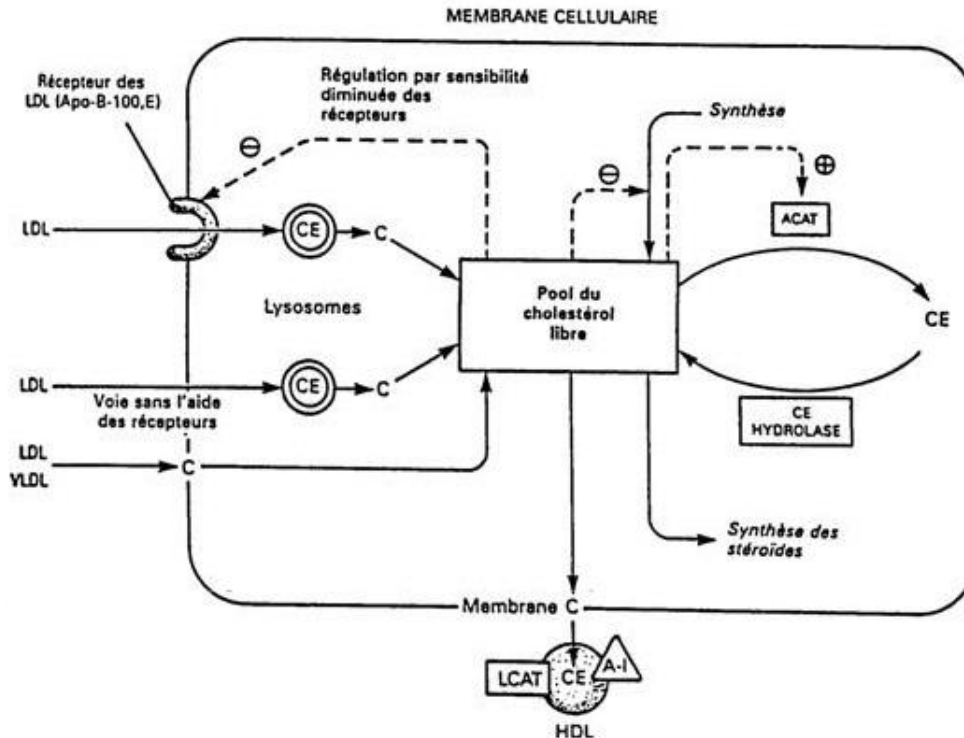 MEMBRANE CELLULAIRE
Récepteur des
LDL (Apo-B-100,E)
Régulation par sensibilité
diminuée des
récepteurs
Synthèse
⊖
⊖
⊕
ACAT
LDL
CE
C
Lysosomes
Pool du
cholestérol
libre
CE
LDL
CE
C
Voie sans l'aide
des récepteurs
CE
HYDROLASE
LDL
VLDL
C
Synthèse des
stéroïdes
Membrane C
LCAT
CE
A-I
HDL